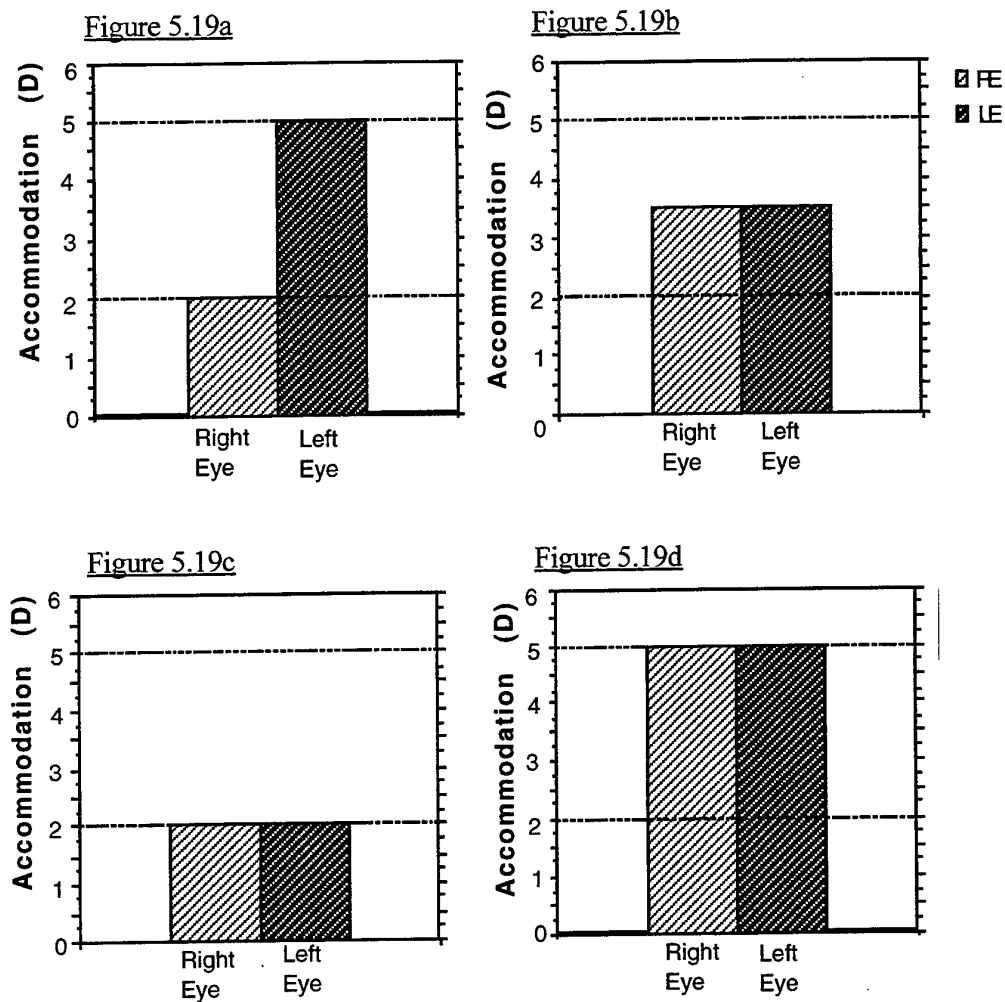 Figure 5.19a
Accommodation (D)
6
5
4
3
2
1
0
Right Eye
Left Eye
Figure 5.19b
Accommodation (D)
6
5
4
3
2
1
0
Right Eye
Left Eye
RE
LE
Figure 5.19c
Accommodation (D)
6
5
4
3
2
1
0
Right Eye
Left Eye
Figure 5.19d
Accommodation (D)
6
5
4
3
2
1
0
Right Eye
Left Eye